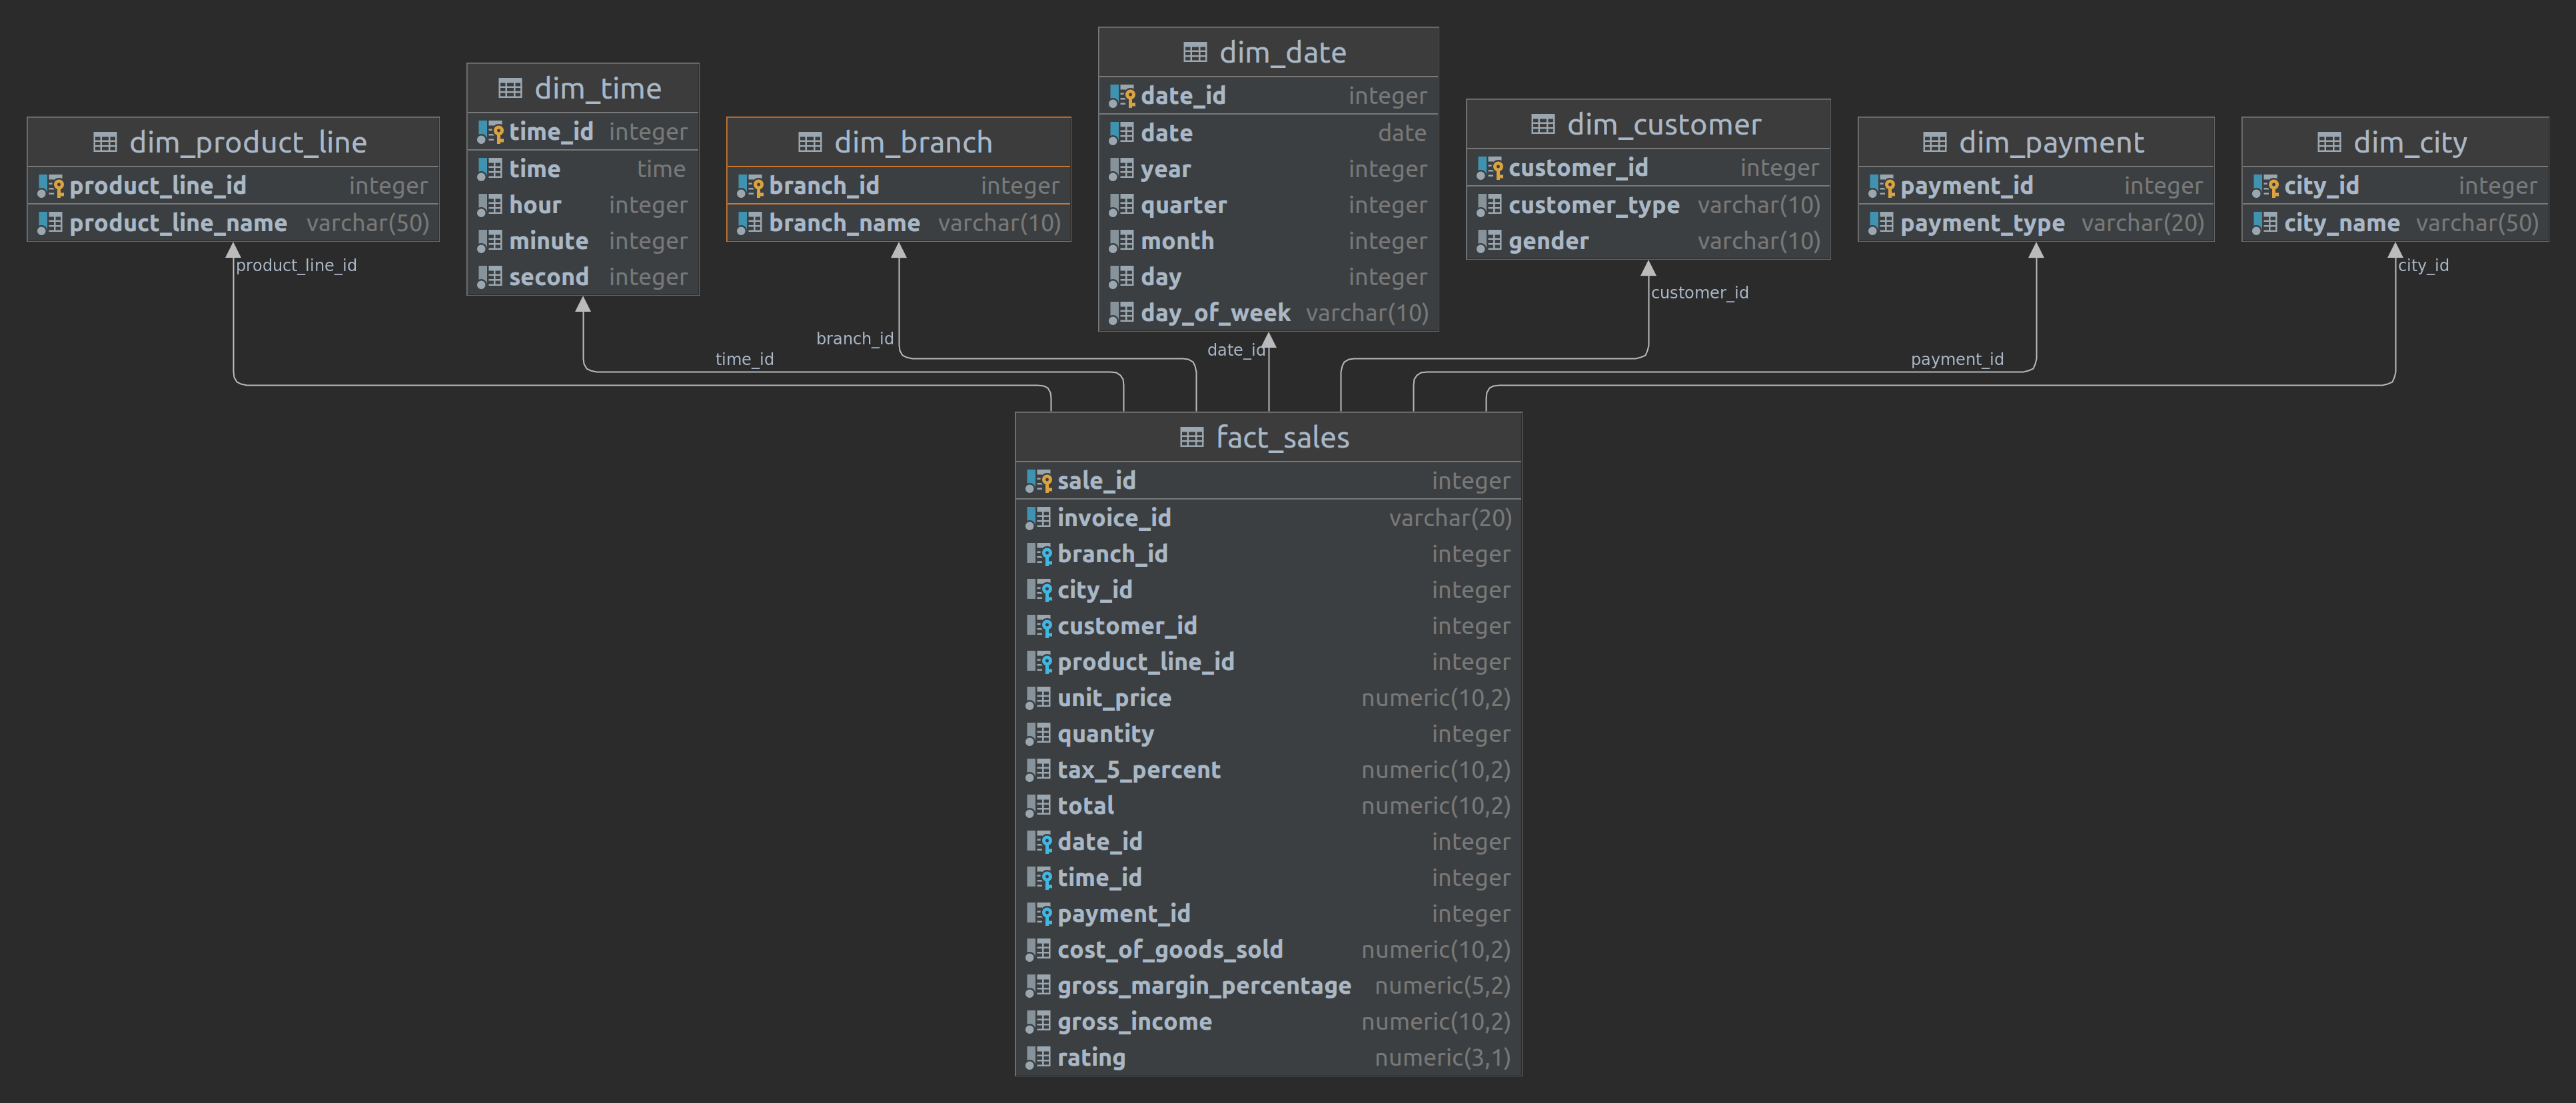 dim_product_line
product_line_id integer
product_line_name varchar(50)
dim_time
time_id integer
time time
hour integer
minute integer
second integer
dim_branch
branch_id integer
branch_name varchar(10)
dim_date
date_id integer
date date
year integer
quarter integer
month integer
day integer
day_of_week varchar(10)
dim_customer
customer_id integer
customer_type varchar(10)
gender varchar(10)
dim_payment
payment_id integer
payment_type varchar(20)
dim_city
city_id integer
city_name varchar(50)
product_line_id
time_id
branch_id
date_id
customer_id
payment_id
city_id
fact_sales
sale_id integer
invoice_id varchar(20)
branch_id integer
city_id integer
customer_id integer
product_line_id integer
unit_price numeric(10,2)
quantity integer
tax_5_percent numeric(10,2)
total numeric(10,2)
date_id integer
time_id integer
payment_id integer
cost_of_goods_sold numeric(10,2)
gross_margin_percentage numeric(5,2)
gross_income numeric(10,2)
rating numeric(3,1)